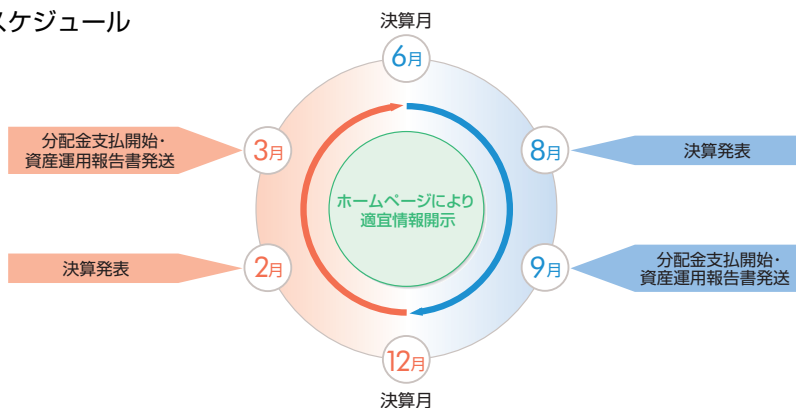 スケジュール
決算月
6月
分配金支払開始・
資産運用報告書発送
3月
8月
決算発表
ホームページにより
適宜情報開示
決算発表
2月
9月
分配金支払開始・
資産運用報告書発送
12月
決算月